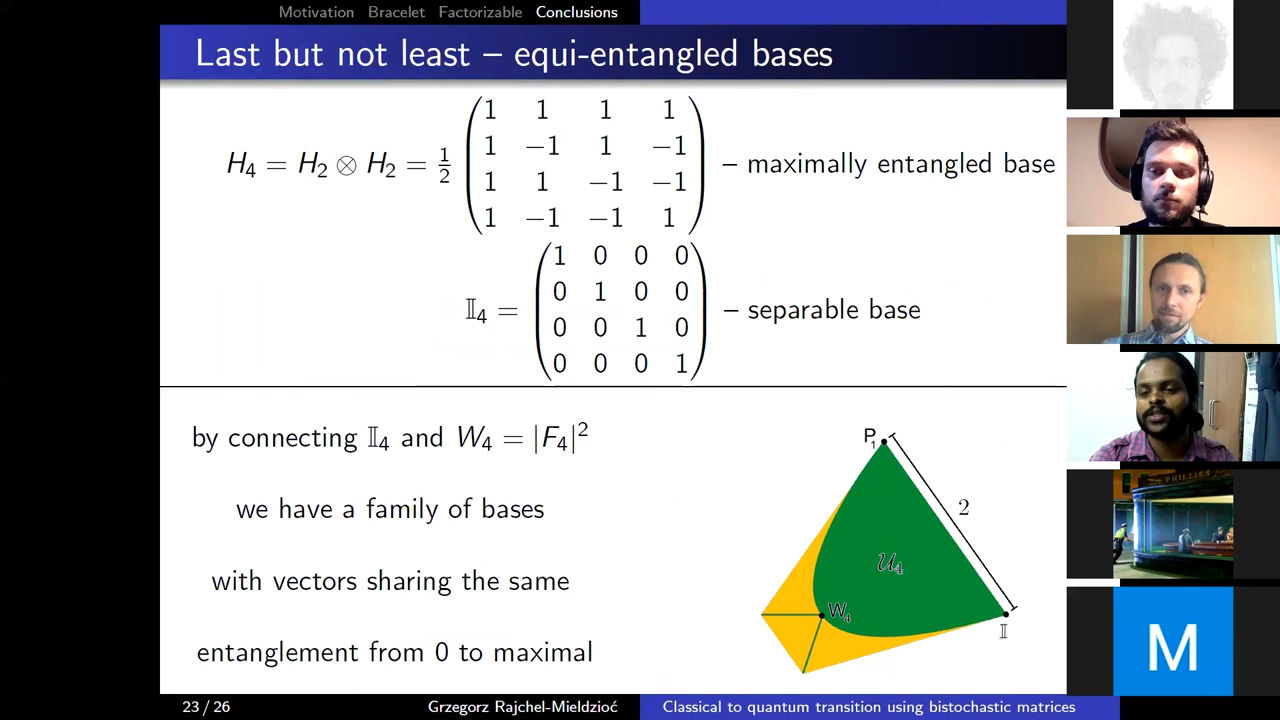 Motivation Bracelet Factorizable Conclusions
Last but not least – equi-entangled bases
H₄ = H₂ ⊗ H₂ = ½ (1 1 1 1
1 −1 1 −1
1 1 −1 −1
1 −1 −1 1) – maximally entangled base
𝕀₄ = (1 0 0 0
0 1 0 0
0 0 1 0
0 0 0 1) – separable base
by connecting 𝕀₄ and W₄ = |F₄|²
we have a family of bases
with vectors sharing the same
entanglement from 0 to maximal
P₁
2
𝒰₄
W₄
𝕀
23 / 26 Grzegorz Rajchel-Mieldzioć Classical to quantum transition using bistochastic matrices
PHILLIES
M